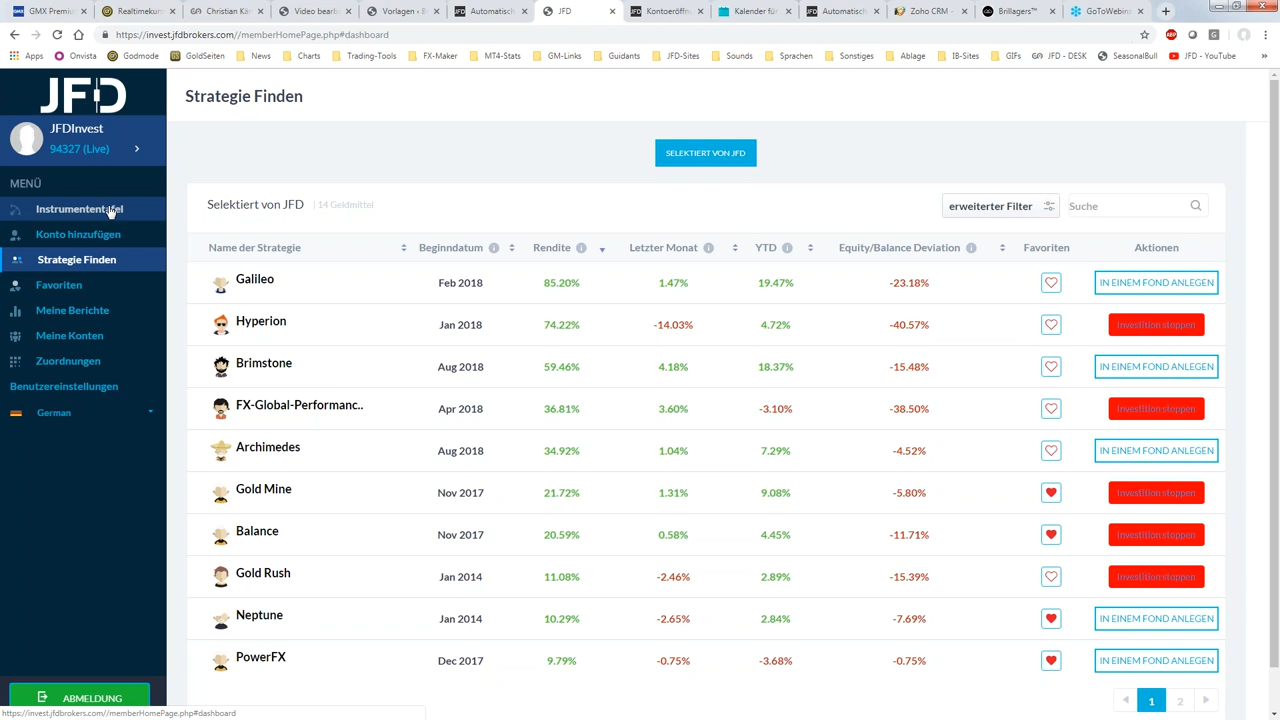 GMX Premium
Realtimekurs
Christian Kä
Video bearb
Vorlagen ‹ B
Automatisch
JFD
Kontoeröffn
Kalender für
Automatisch
Zoho CRM -
BrillagersTM
GoToWebin
https://invest.jfdbrokers.com//memberHomePage.php#dashboard
Apps
Onvista
Godmode
GoldSeiten
News
Charts
Trading-Tools
FX-Maker
MT4-Stats
GM-Links
Guidants
JFD-Sites
Sounds
Sprachen
Sonstiges
Ablage
IB-Sites
GIFs
JFD - DESK
SeasonalBull
JFD - YouTube
JFD
JFDInvest
94327 (Live)
MENÜ
Instrumententafel
Konto hinzufügen
Strategie Finden
Favoriten
Meine Berichte
Meine Konten
Zuordnungen
Benutzereinstellungen
German
ABMELDUNG
Strategie Finden
SELEKTIERT VON JFD
Selektiert von JFD | 14 Geldmittel
erweiterter Filter
Suche
Name der Strategie Beginndatum Rendite Letzter Monat YTD Equity/Balance Deviation Favoriten Aktionen
Galileo Feb 2018 85.20% 1.47% 19.47% -23.18% IN EINEM FOND ANLEGEN
Hyperion Jan 2018 74.22% -14.03% 4.72% -40.57% Investition stoppen
Brimstone Aug 2018 59.46% 4.18% 18.37% -15.48% IN EINEM FOND ANLEGEN
FX-Global-Performanc.. Apr 2018 36.81% 3.60% -3.10% -38.50% Investition stoppen
Archimedes Aug 2018 34.92% 1.04% 7.29% -4.52% IN EINEM FOND ANLEGEN
Gold Mine Nov 2017 21.72% 1.31% 9.08% -5.80% Investition stoppen
Balance Nov 2017 20.59% 0.58% 4.45% -11.71% Investition stoppen
Gold Rush Jan 2014 11.08% -2.46% 2.89% -15.39% Investition stoppen
Neptune Jan 2014 10.29% -2.65% 2.84% -7.69% IN EINEM FOND ANLEGEN
PowerFX Dec 2017 9.79% -0.75% -3.68% -0.75% IN EINEM FOND ANLEGEN
1 2
https://invest.jfdbrokers.com//memberHomePage.php#dashboard